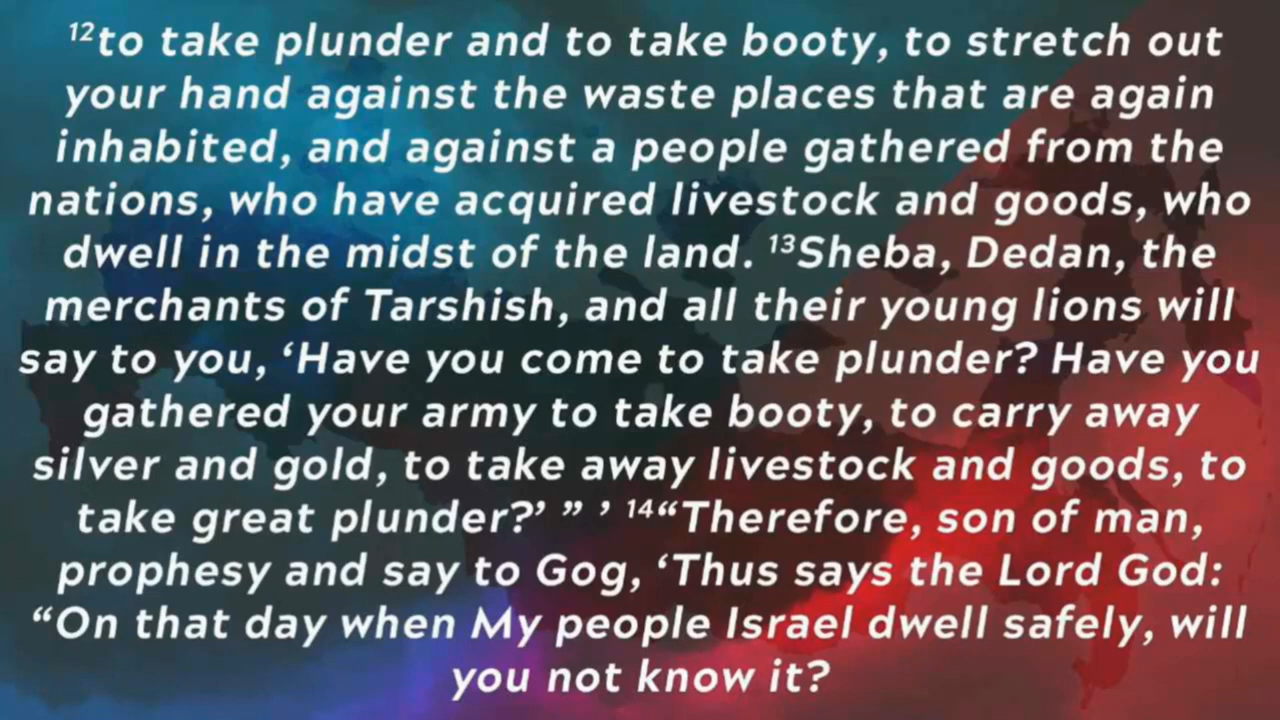 ¹²to take plunder and to take booty, to stretch out
your hand against the waste places that are again
inhabited, and against a people gathered from the
nations, who have acquired livestock and goods, who
dwell in the midst of the land. ¹³Sheba, Dedan, the
merchants of Tarshish, and all their young lions will
say to you, ‘Have you come to take plunder? Have you
gathered your army to take booty, to carry away
silver and gold, to take away livestock and goods, to
take great plunder?’ ” ’ ¹⁴“Therefore, son of man,
prophesy and say to Gog, ‘Thus says the Lord God:
“On that day when My people Israel dwell safely, will
you not know it?